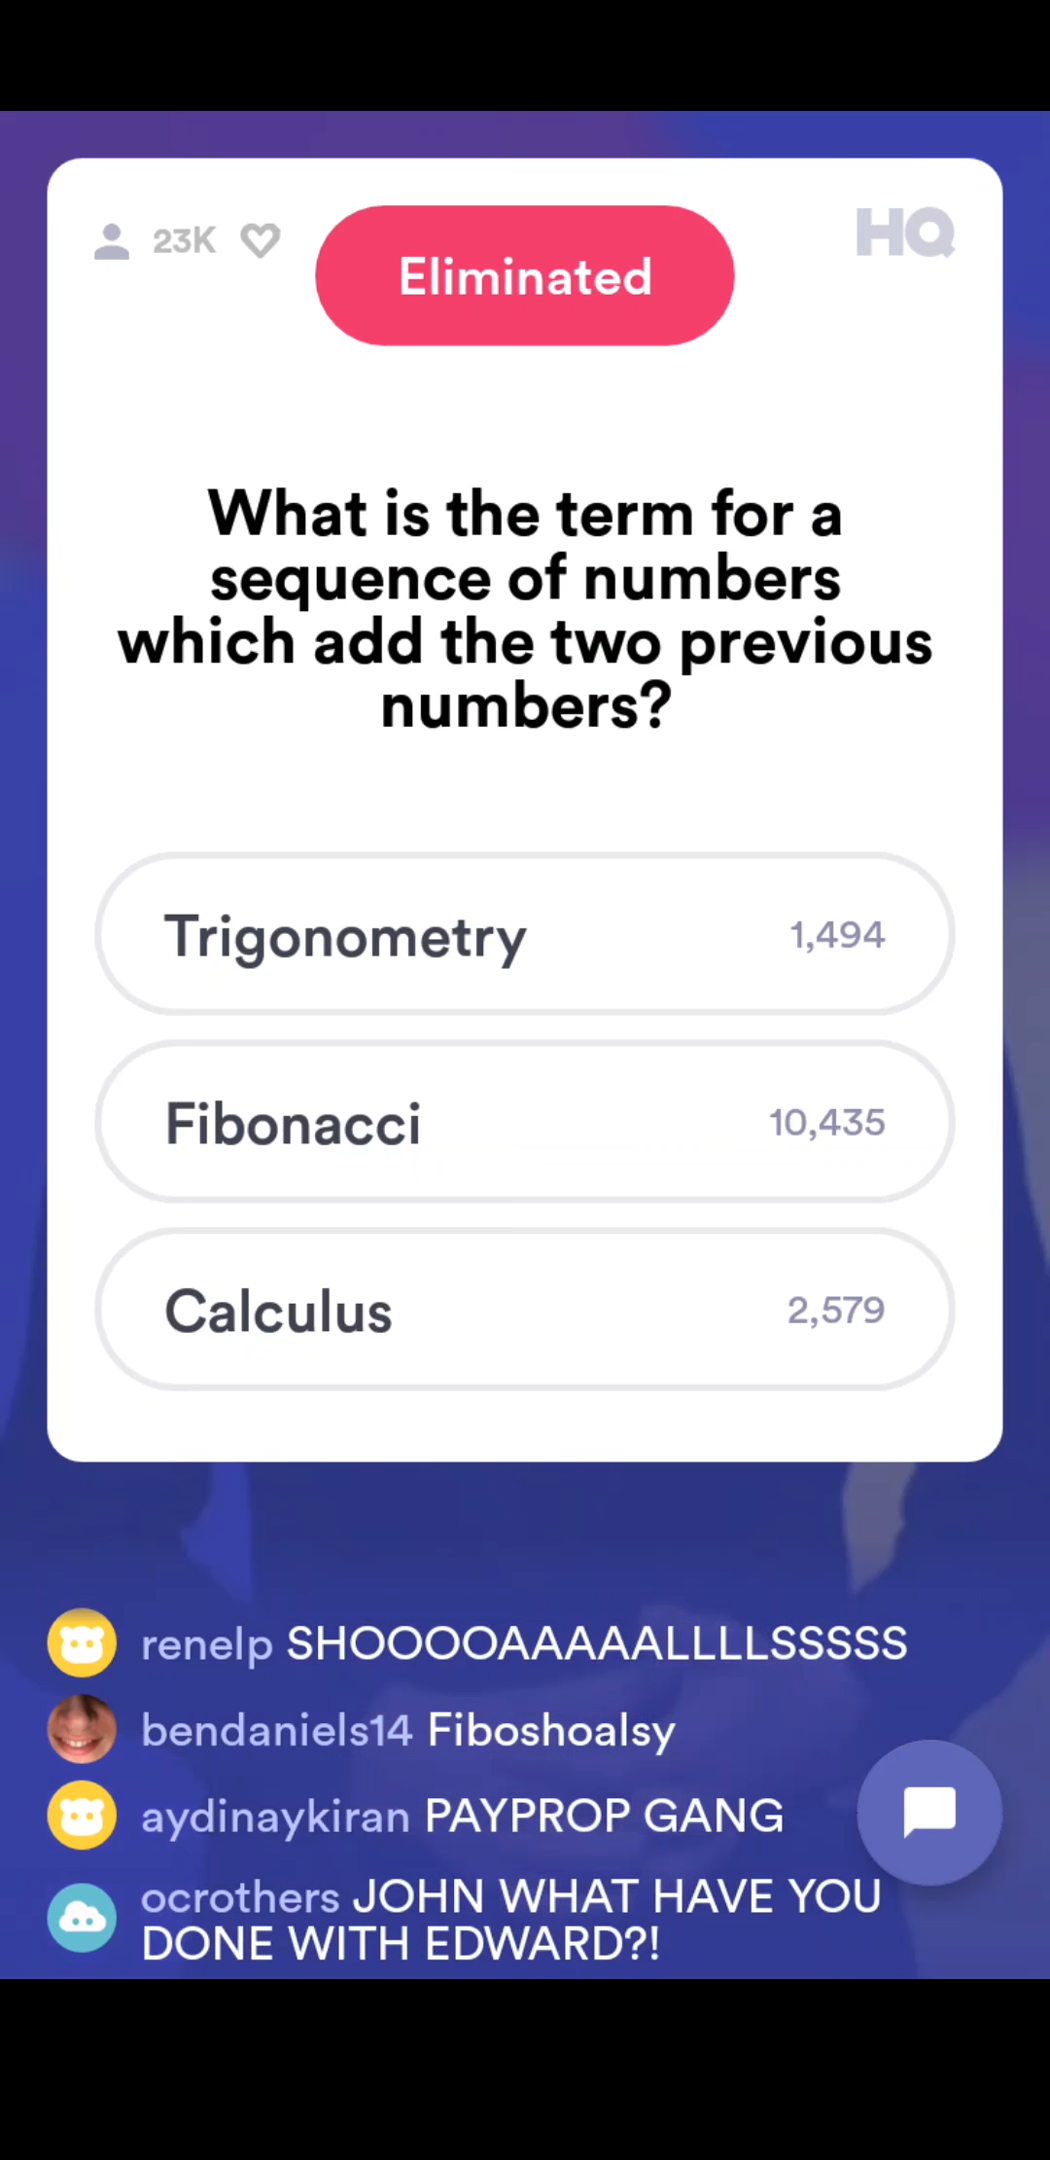 23K
Eliminated
HQ
What is the term for a
sequence of numbers
which add the two previous
numbers?
Trigonometry 1,494
Fibonacci 10,435
Calculus 2,579
renelp SHOOOOAAAAALLLLSSSSS
bendaniels14 Fiboshoalsy
aydinaykiran PAYPROP GANG
ocrothers JOHN WHAT HAVE YOU
DONE WITH EDWARD?!